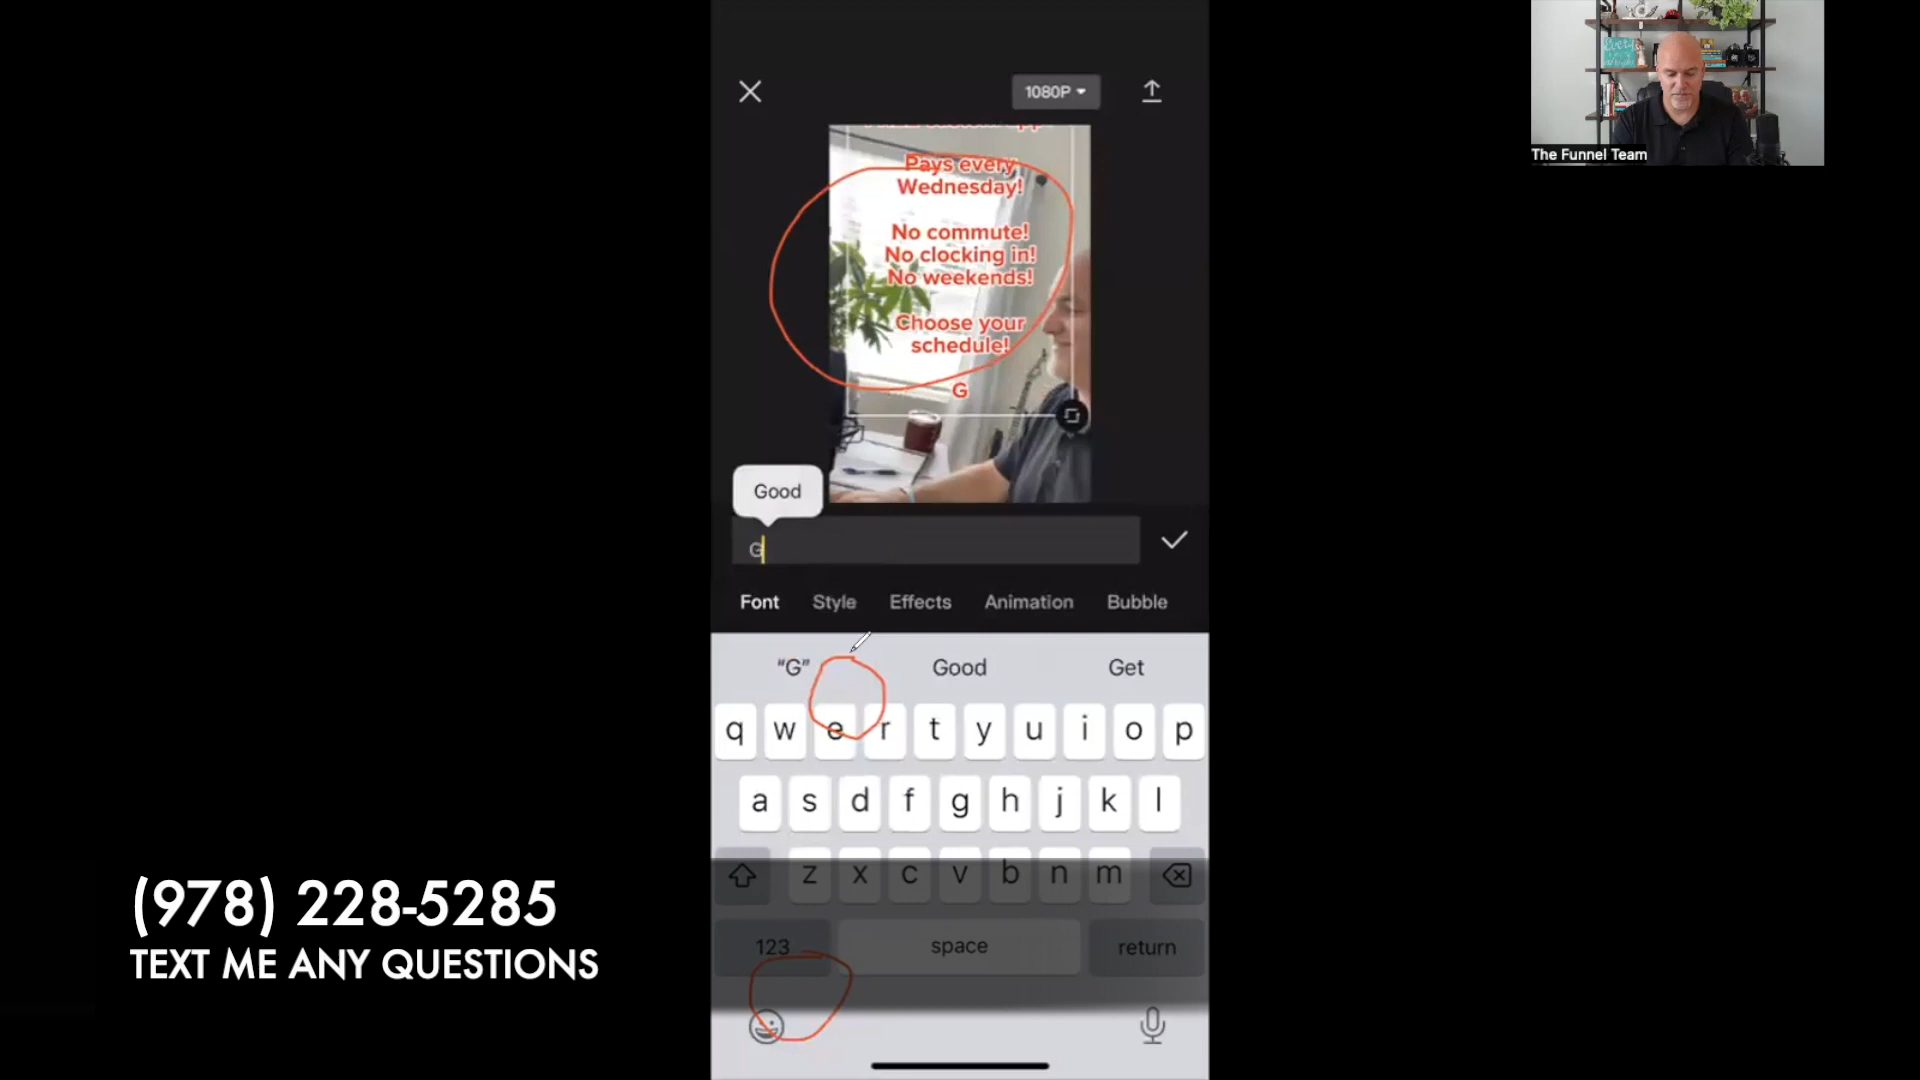 1080P
The Funnel Team
Pays every
Wednesday!
No commute!
No clocking in!
No weekends!
Choose your
schedule!
G
Good
G
Font Style Effects Animation Bubble
“G” Good Get
q w e r t y u i o p
a s d f g h j k l
z x c v b n m
123 space return
(978) 228-5285
TEXT ME ANY QUESTIONS